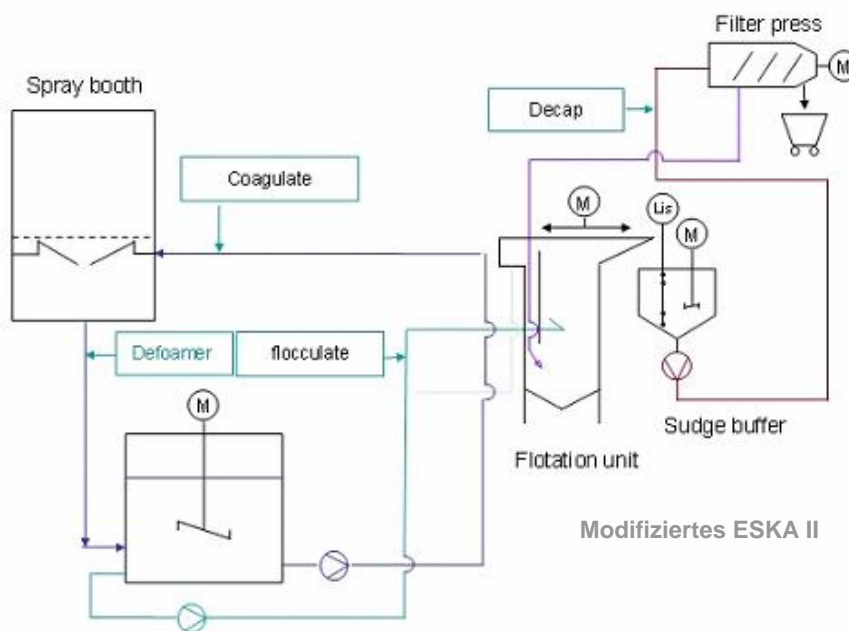 Filter press
M
Spray booth
Decap
Coagulate
M
Lis
M
Defoamer
flocculate
M
Sudge buffer
Flotation unit
Modifiziertes ESKA II